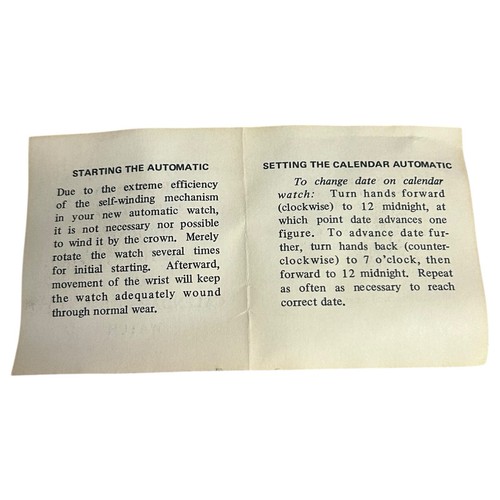 STARTING THE AUTOMATIC
Due to the extreme efficiency
of the self-winding mechanism
in your new automatic watch,
it is not necessary nor possible
to wind it by the crown. Merely
rotate the watch several times
for initial starting. Afterward,
movement of the wrist will keep
the watch adequately wound
through normal wear.
SETTING THE CALENDAR AUTOMATIC
To change date on calendar
watch: Turn hands forward
(clockwise) to 12 midnight, at
which point date advances one
figure. To advance date fur-
ther, turn hands back (counter-
clockwise) to 7 o'clock, then
forward to 12 midnight. Repeat
as often as necessary to reach
correct date.